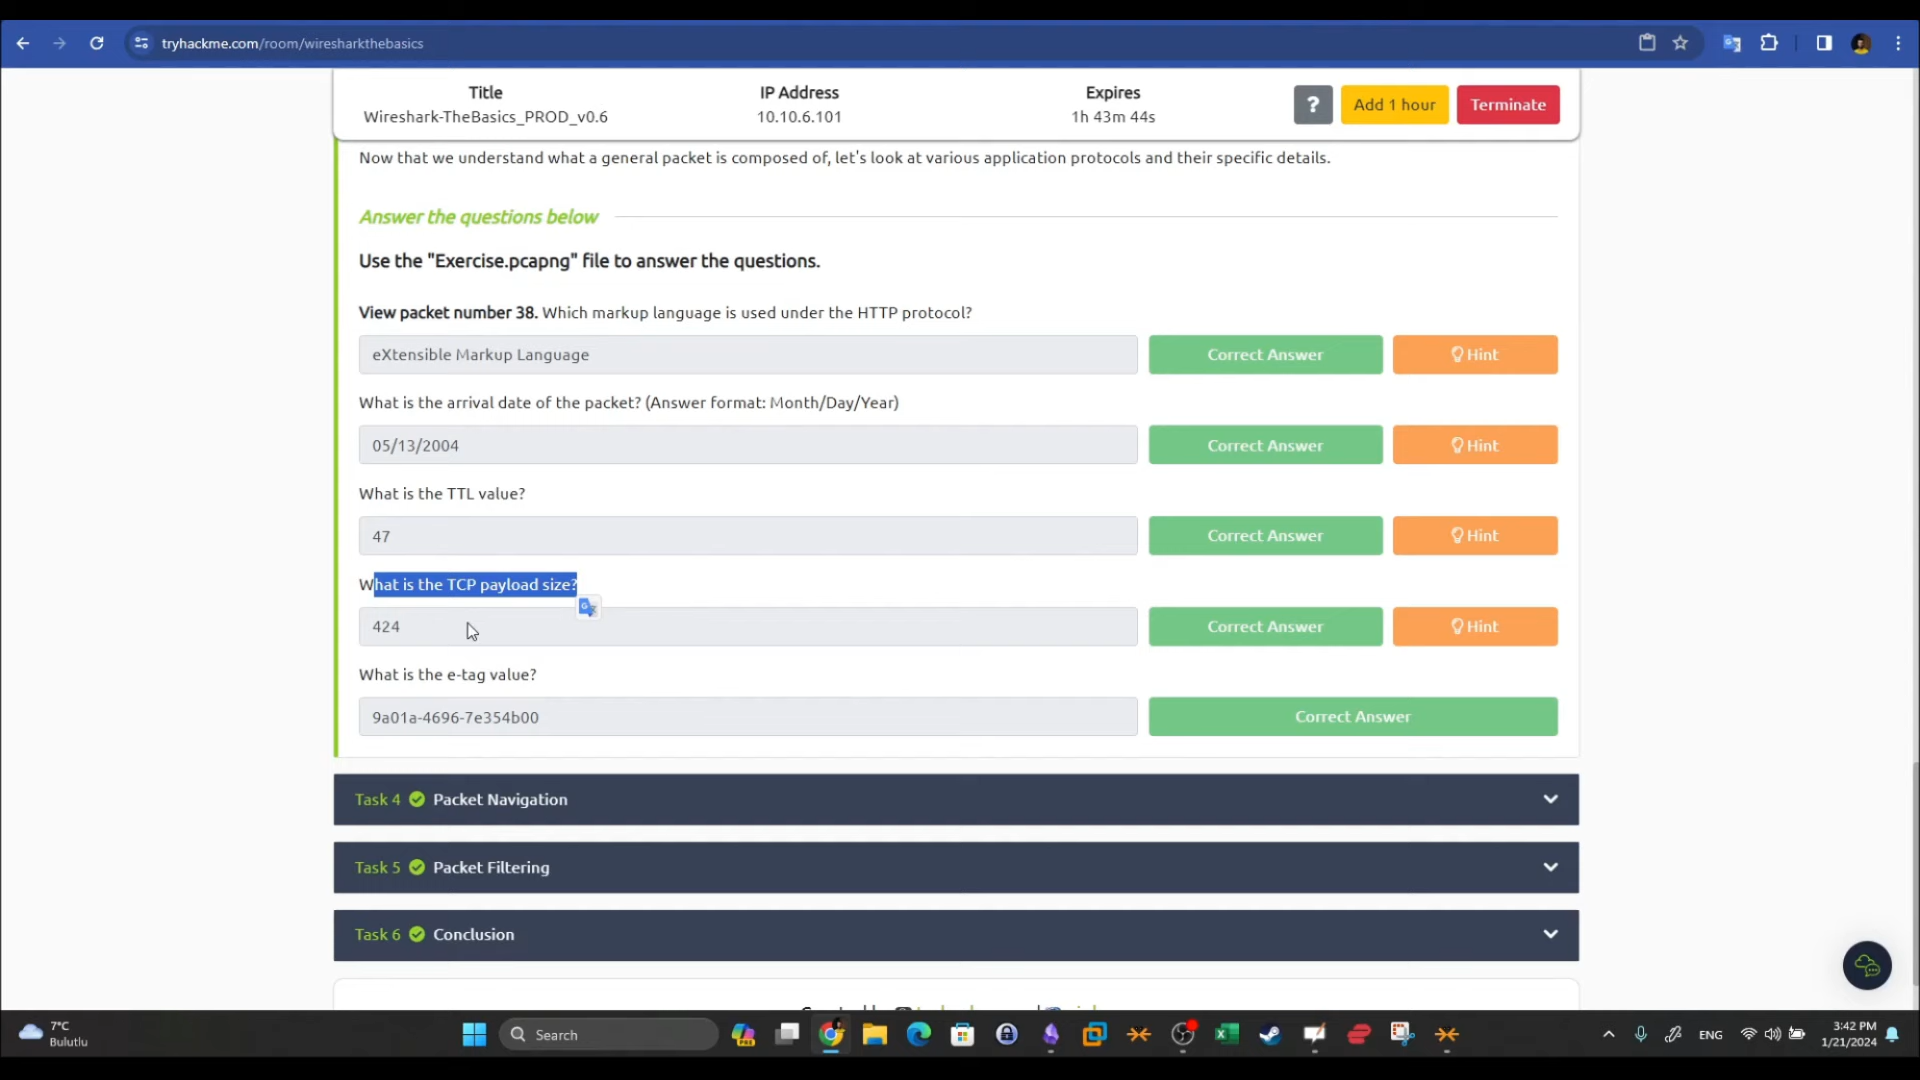 tryhackme.com/room/wiresharkthebasics
Title
Wireshark-TheBasics_PROD_v0.6
IP Address
10.10.6.101
Expires
1h 43m 44s
?
Add 1 hour
Terminate
Now that we understand what a general packet is composed of, let's look at various application protocols and their specific details.
Answer the questions below
Use the "Exercise.pcapng" file to answer the questions.
View packet number 38. Which markup language is used under the HTTP protocol?
eXtensible Markup Language
Correct Answer
Hint
What is the arrival date of the packet? (Answer format: Month/Day/Year)
05/13/2004
Correct Answer
Hint
What is the TTL value?
47
Correct Answer
Hint
What is the TCP payload size?
424
Correct Answer
Hint
What is the e-tag value?
9a01a-4696-7e354b00
Correct Answer
Task 4 Packet Navigation
Task 5 Packet Filtering
Task 6 Conclusion
7°C
Bulutlu
Search
ENG
3:42 PM
1/21/2024